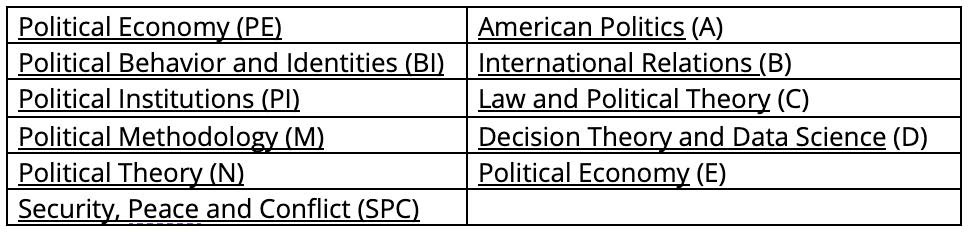 Political Economy (PE) American Politics (A)
Political Behavior and Identities (BI) International Relations (B)
Political Institutions (PI) Law and Political Theory (C)
Political Methodology (M) Decision Theory and Data Science (D)
Political Theory (N) Political Economy (E)
Security, Peace and Conflict (SPC)